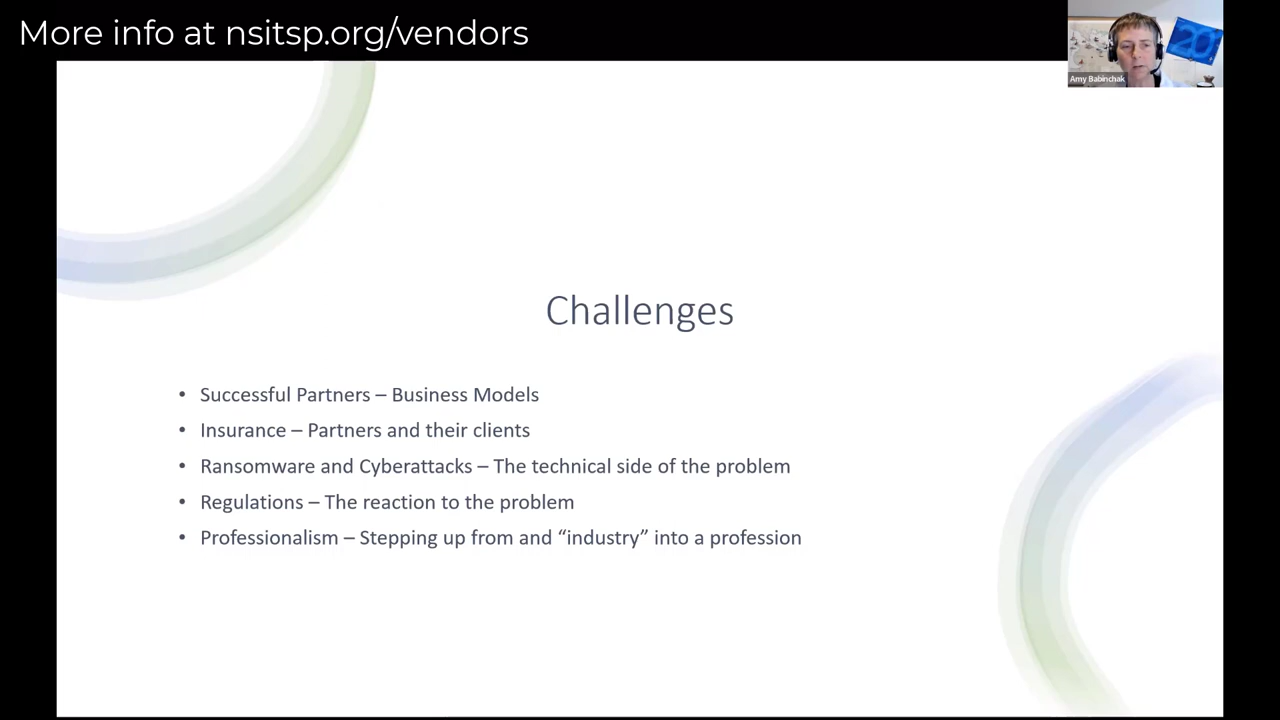 More info at nsitsp.org/vendors
20
Amy Babinchak
Challenges
• Successful Partners – Business Models
• Insurance – Partners and their clients
• Ransomware and Cyberattacks – The technical side of the problem
• Regulations – The reaction to the problem
• Professionalism – Stepping up from and “industry” into a profession